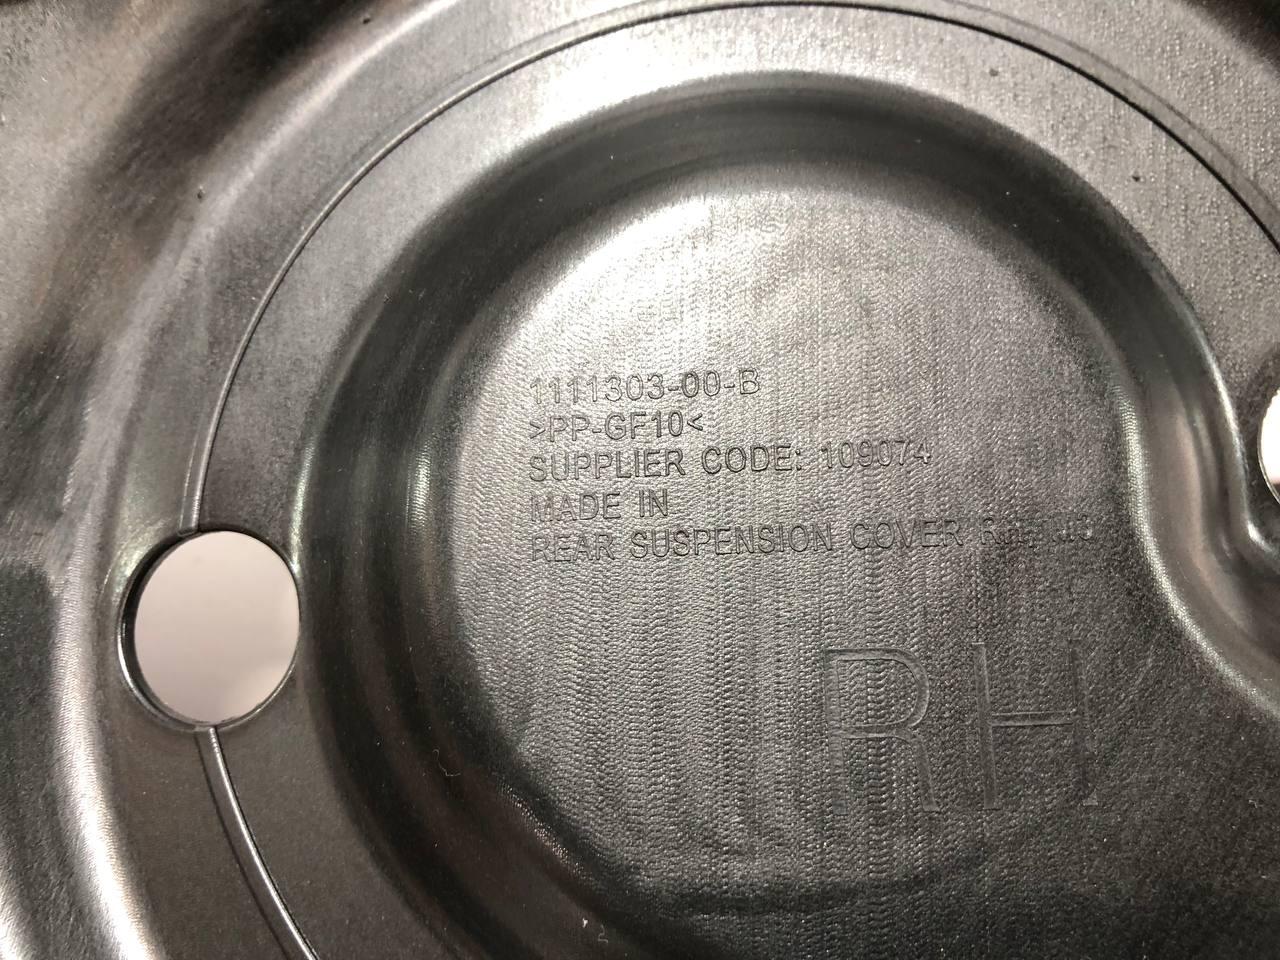 1111303-00-B
>PP-GF10<
SUPPLIER CODE: 109074
MADE IN
REAR SUSPENSION COVER
RH